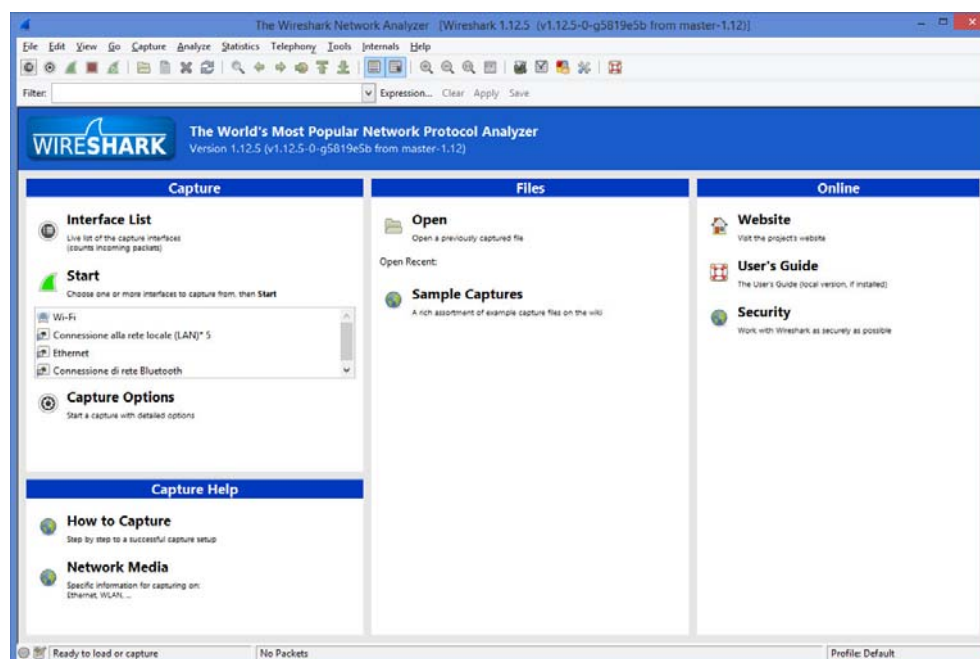 The Wireshark Network Analyzer [Wireshark 1.12.5 (v1.12.5-0-g5819e5b from master-1.12)]
File Edit View Go Capture Analyze Statistics Telephony Tools Internals Help
Filter: Expression... Clear Apply Save
WIRESHARK
The World's Most Popular Network Protocol Analyzer
Version 1.12.5 (v1.12.5-0-g5819e5b from master-1.12)
Capture
Interface List
Live list of the capture interfaces
(counts incoming packets)
Start
Choose one or more interfaces to capture from, then Start
Wi-Fi
Connessione alla rete locale (LAN)* 5
Ethernet
Connessione di rete Bluetooth
Capture Options
Start a capture with detailed options
Capture Help
How to Capture
Step by step to a successful capture setup
Network Media
Specific information for capturing on:
Ethernet, WLAN, ...
Files
Open
Open a previously captured file
Open Recent:
Sample Captures
A rich assortment of example capture files on the wiki
Online
Website
Visit the project's website
User's Guide
The User's Guide (local version, if installed)
Security
Work with Wireshark as securely as possible
Ready to load or capture
No Packets
Profile: Default